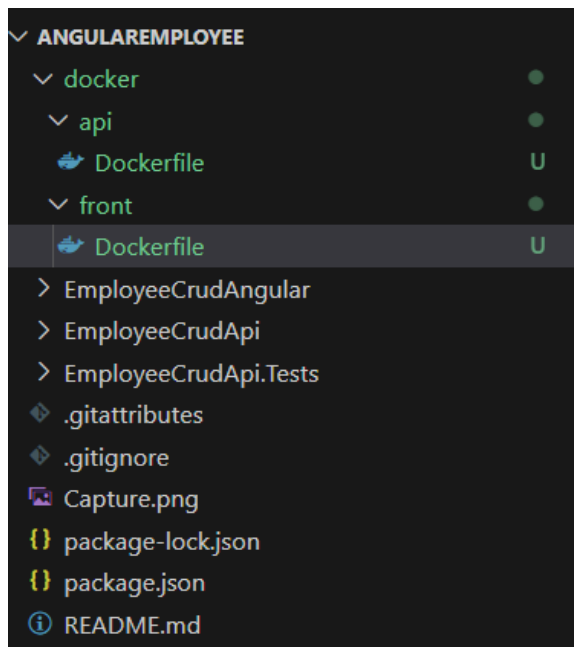 ANGULAREMPLOYEE
docker
api
Dockerfile U
front
Dockerfile U
EmployeeCrudAngular
EmployeeCrudApi
EmployeeCrudApi.Tests
.gitattributes
.gitignore
Capture.png
{} package-lock.json
{} package.json
README.md